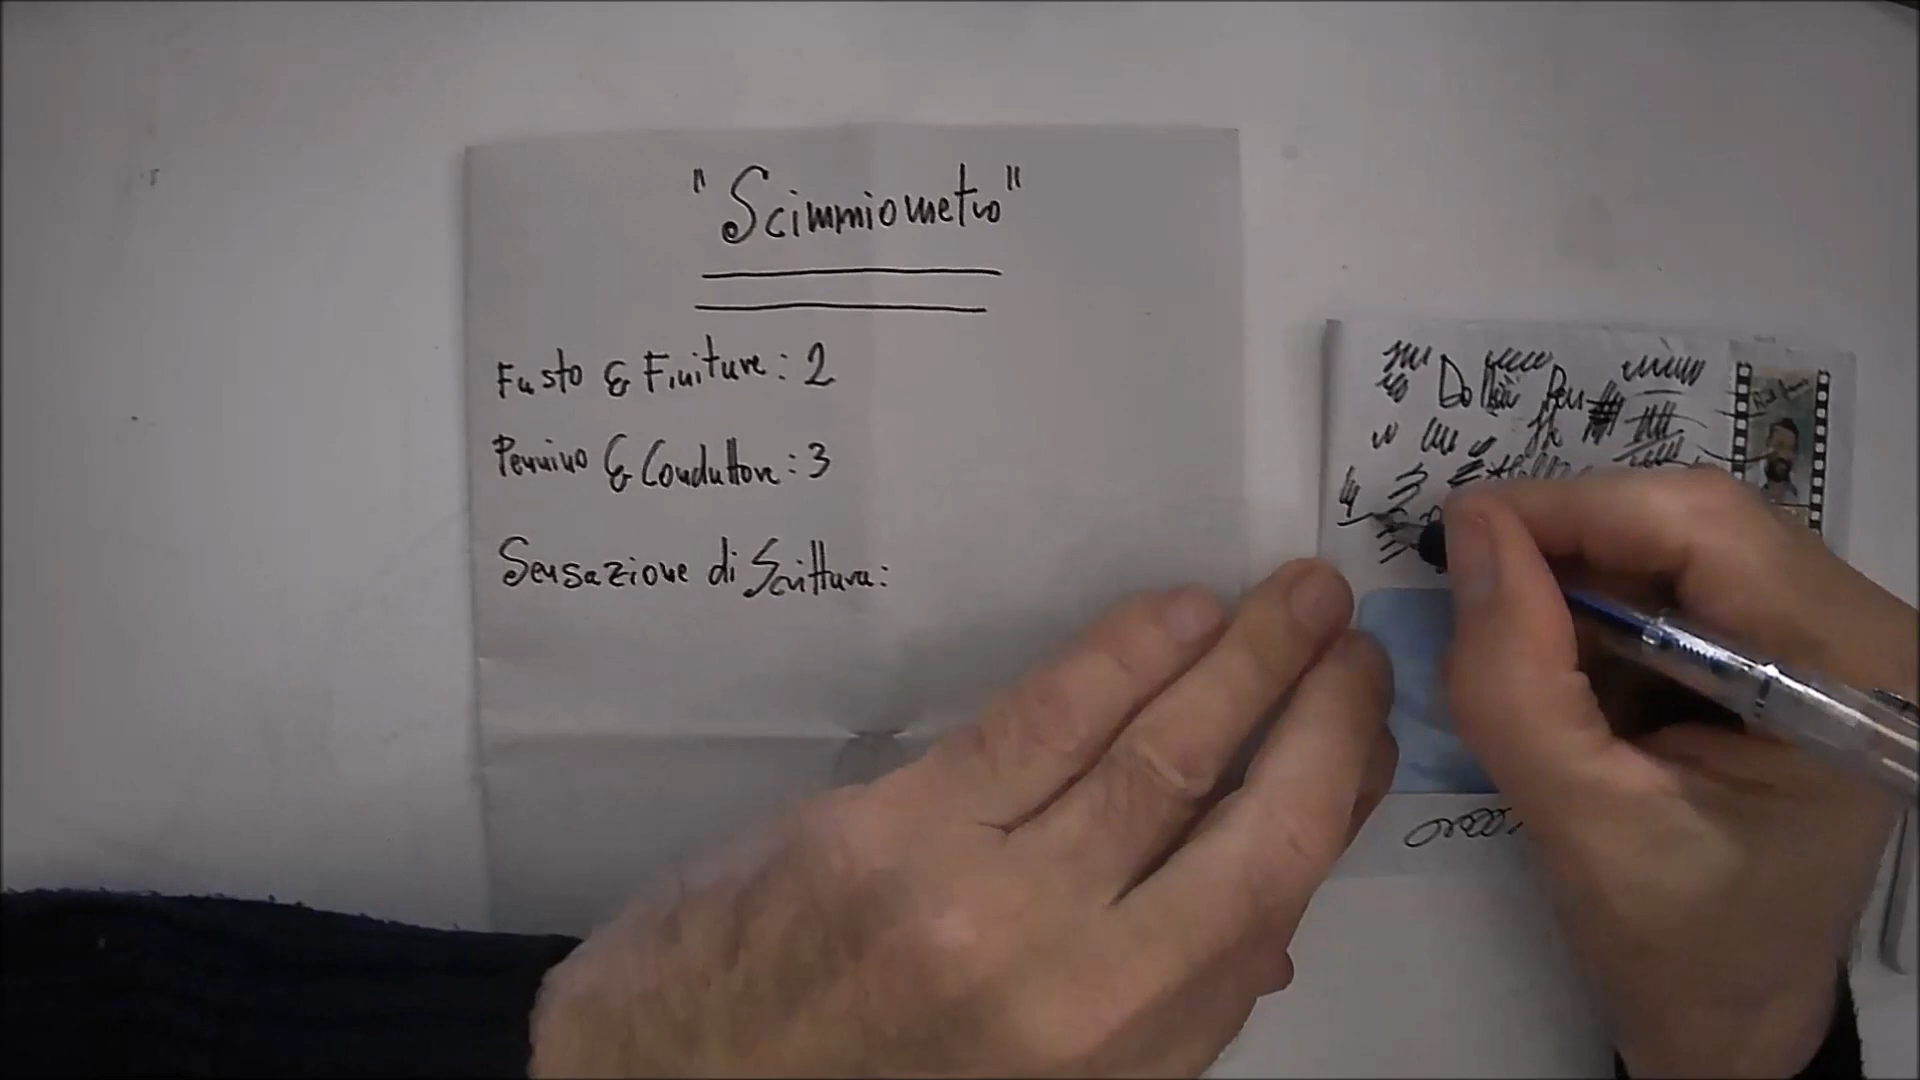 "Scimmiometro"
Fusto & Finiture: 2
Pennino & Conduttore: 3
Sensazione di Scrittura: